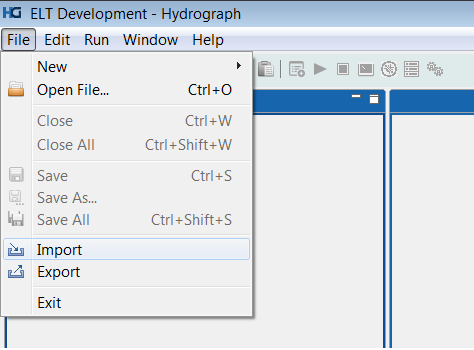 HG ELT Development - Hydrograph
File Edit Run Window Help
New
Open File... Ctrl+O
Close Ctrl+W
Close All Ctrl+Shift+W
Save Ctrl+S
Save As...
Save All Ctrl+Shift+S
Import
Export
Exit